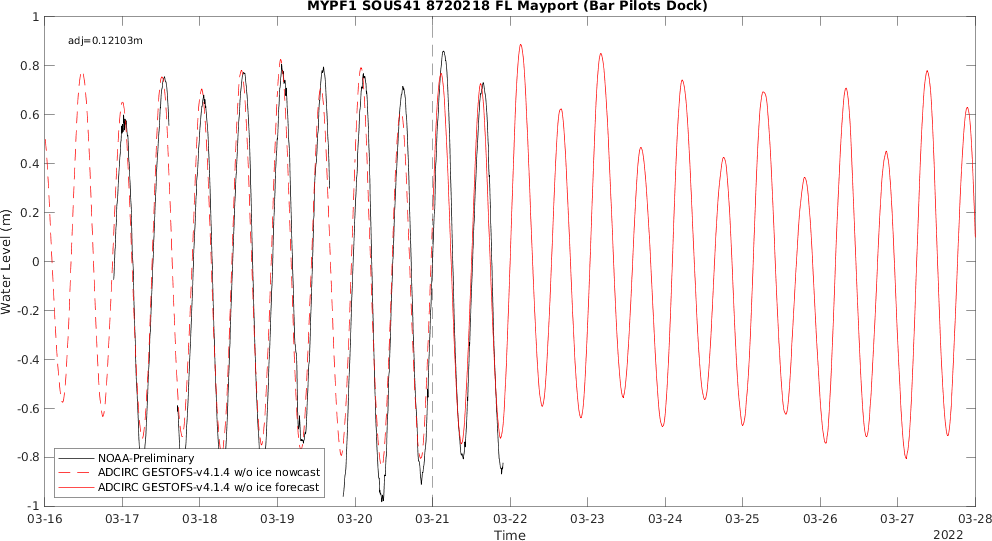 MYPF1 SOUS41 8720218 FL Mayport (Bar Pilots Dock)
adj=0.12103m
Water Level (m)
1
0.8
0.6
0.4
0.2
0
-0.2
-0.4
-0.6
-0.8
-1
NOAA-Preliminary
ADCIRC GESTOFS-v4.1.4 w/o ice nowcast
ADCIRC GESTOFS-v4.1.4 w/o ice forecast
03-16 03-17 03-18 03-19 03-20 03-21 03-22 03-23 03-24 03-25 03-26 03-27 03-28
Time
2022